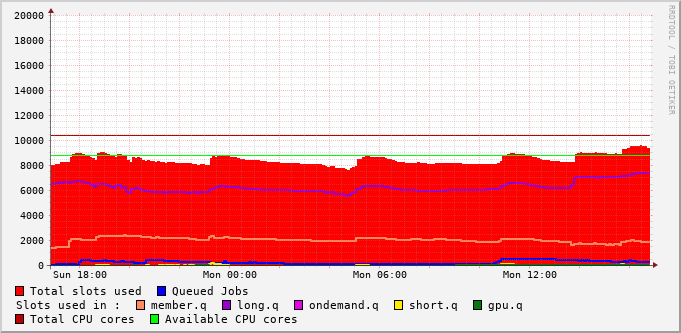 20000
18000
16000
14000
12000
10000
8000
6000
4000
2000
0
Sun 18:00 Mon 00:00 Mon 06:00 Mon 12:00
Total slots used Queued Jobs
Slots used in : member.q long.q ondemand.q short.q gpu.q
Total CPU cores Available CPU cores
RRDTOOL / TOBI OETIKER